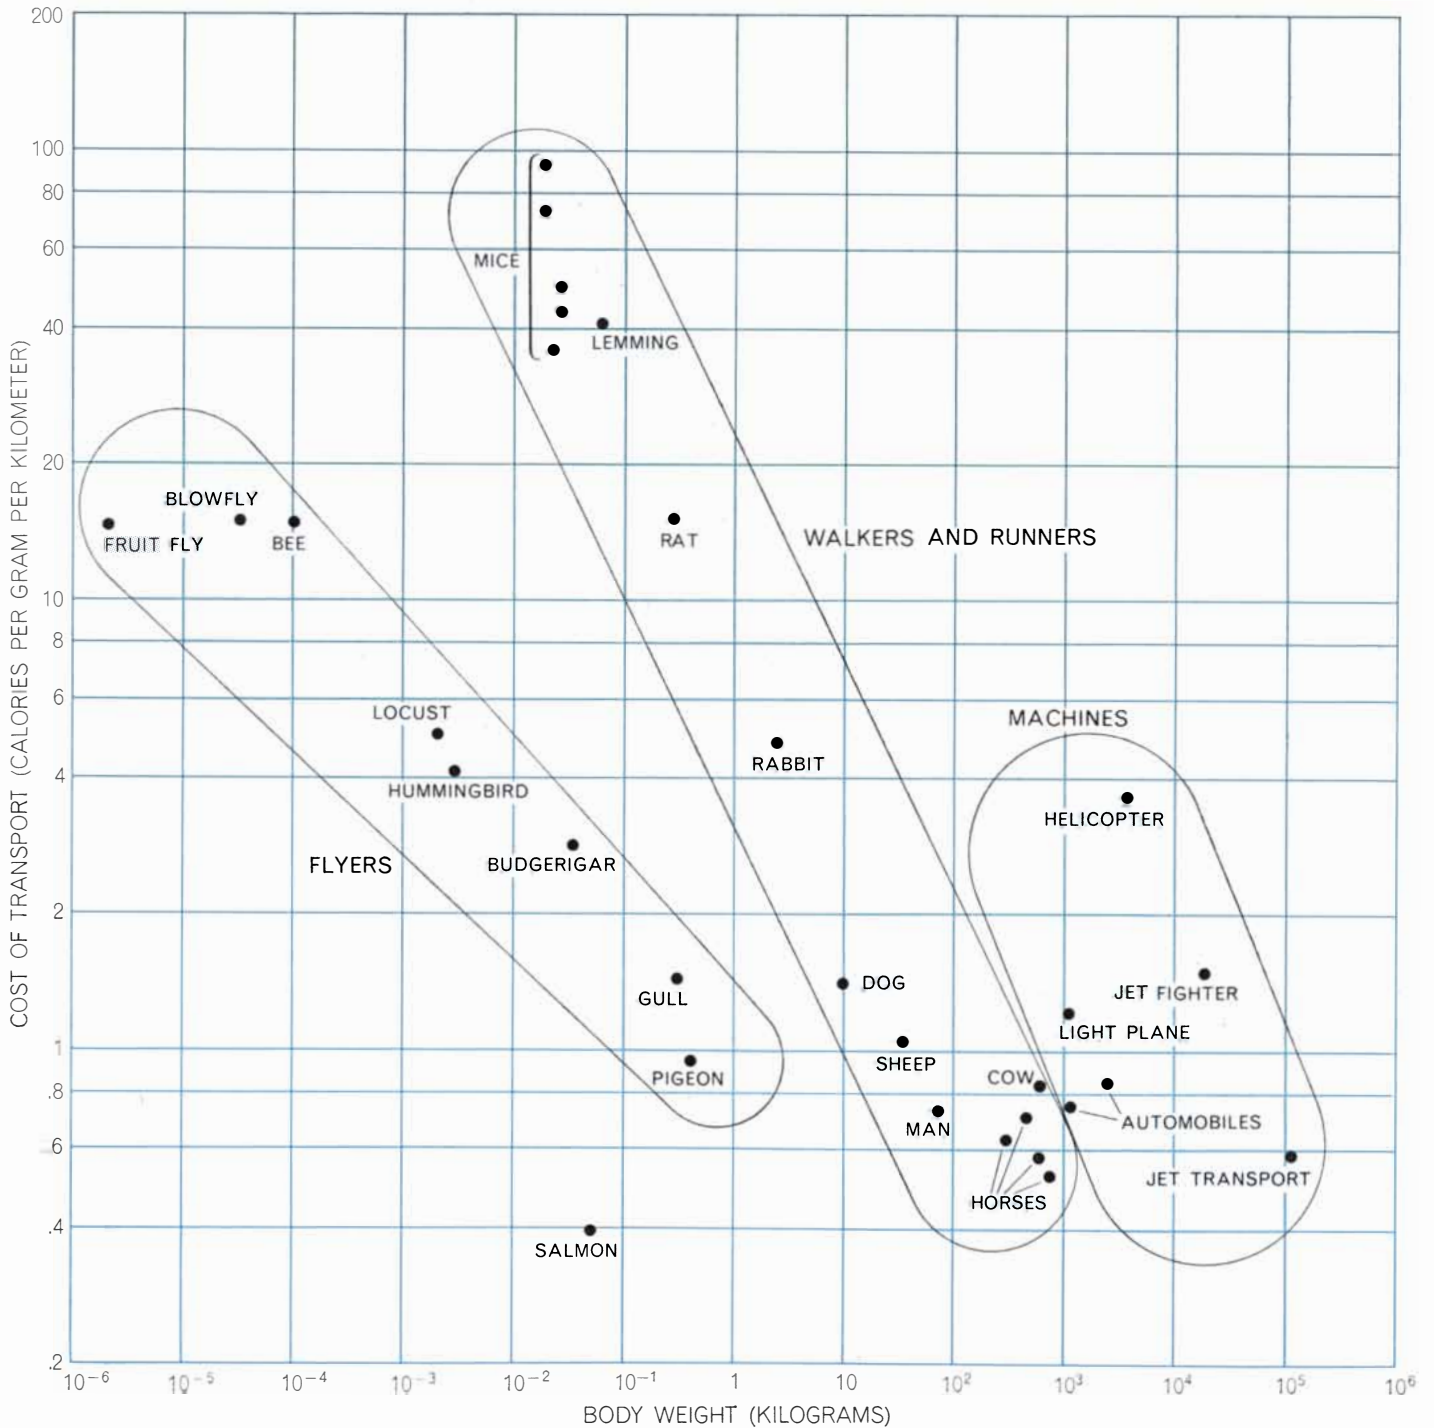 200
100
80
60
40
20
10
8
6
4
2
1
.8
.6
.4
.2
COST OF TRANSPORT (CALORIES PER GRAM PER KILOMETER)
MICE
LEMMING
BLOWFLY
FRUIT FLY
BEE
RAT
WALKERS AND RUNNERS
LOCUST
MACHINES
RABBIT
HUMMINGBIRD
HELICOPTER
FLYERS
BUDGERIGAR
DOG
GULL
JET FIGHTER
LIGHT PLANE
SHEEP
PIGEON
COW
MAN
AUTOMOBILES
JET TRANSPORT
HORSES
SALMON
10⁻⁶ 10⁻⁵ 10⁻⁴ 10⁻³ 10⁻² 10⁻¹ 1 10 10² 10³ 10⁴ 10⁵ 10⁶
BODY WEIGHT (KILOGRAMS)